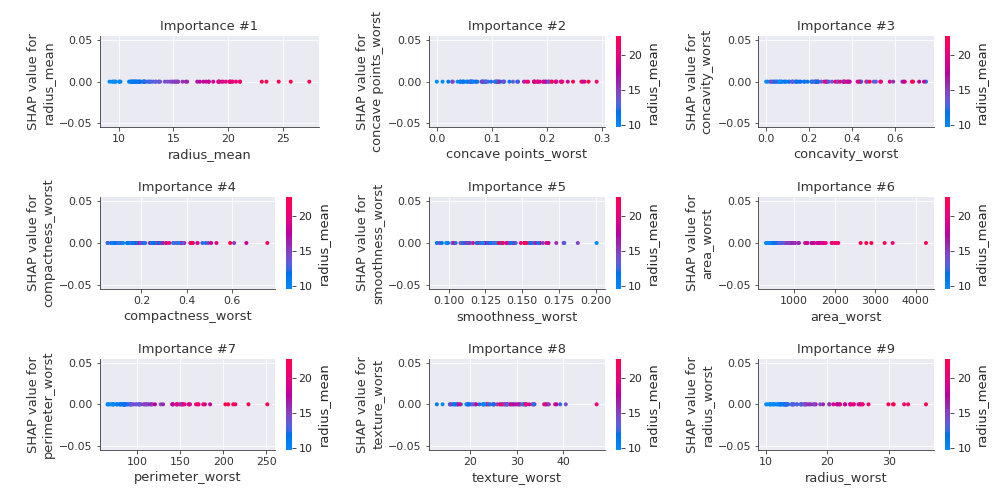 Importance #1
0.05
0.00
−0.05
SHAP value for
radius_mean
10
15
20
25
radius_mean
Importance #2
0.05
0.00
−0.05
SHAP value for
concave points_worst
0.0
0.1
0.2
0.3
concave points_worst
20
15
10
radius_mean
Importance #3
0.05
0.00
−0.05
SHAP value for
concavity_worst
0.0
0.2
0.4
0.6
concavity_worst
20
15
10
radius_mean
Importance #4
0.05
0.00
−0.05
SHAP value for
compactness_worst
0.2
0.4
0.6
compactness_worst
20
15
10
radius_mean
Importance #5
0.05
0.00
−0.05
SHAP value for
smoothness_worst
0.100
0.125
0.150
0.175
0.200
smoothness_worst
20
15
10
radius_mean
Importance #6
0.05
0.00
−0.05
SHAP value for
area_worst
1000
2000
3000
4000
area_worst
20
15
10
radius_mean
Importance #7
0.05
0.00
−0.05
SHAP value for
perimeter_worst
100
150
200
250
perimeter_worst
20
15
10
radius_mean
Importance #8
0.05
0.00
−0.05
SHAP value for
texture_worst
20
30
40
texture_worst
20
15
10
radius_mean
Importance #9
0.05
0.00
−0.05
SHAP value for
radius_worst
10
20
30
radius_worst
20
15
10
radius_mean